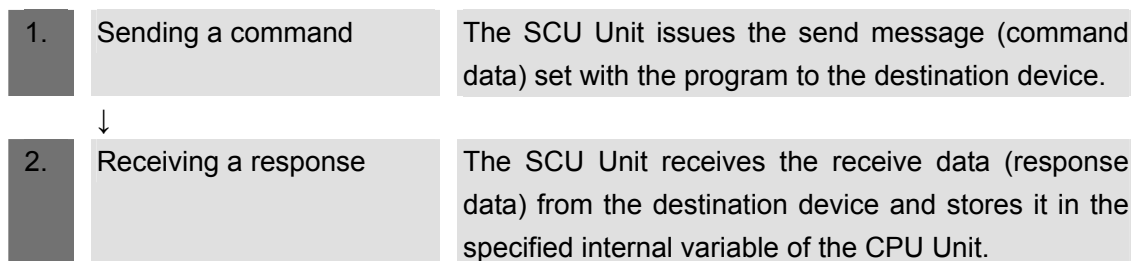 1. Sending a command The SCU Unit issues the send message (command
data) set with the program to the destination device.
↓
2. Receiving a response The SCU Unit receives the receive data (response
data) from the destination device and stores it in the
specified internal variable of the CPU Unit.